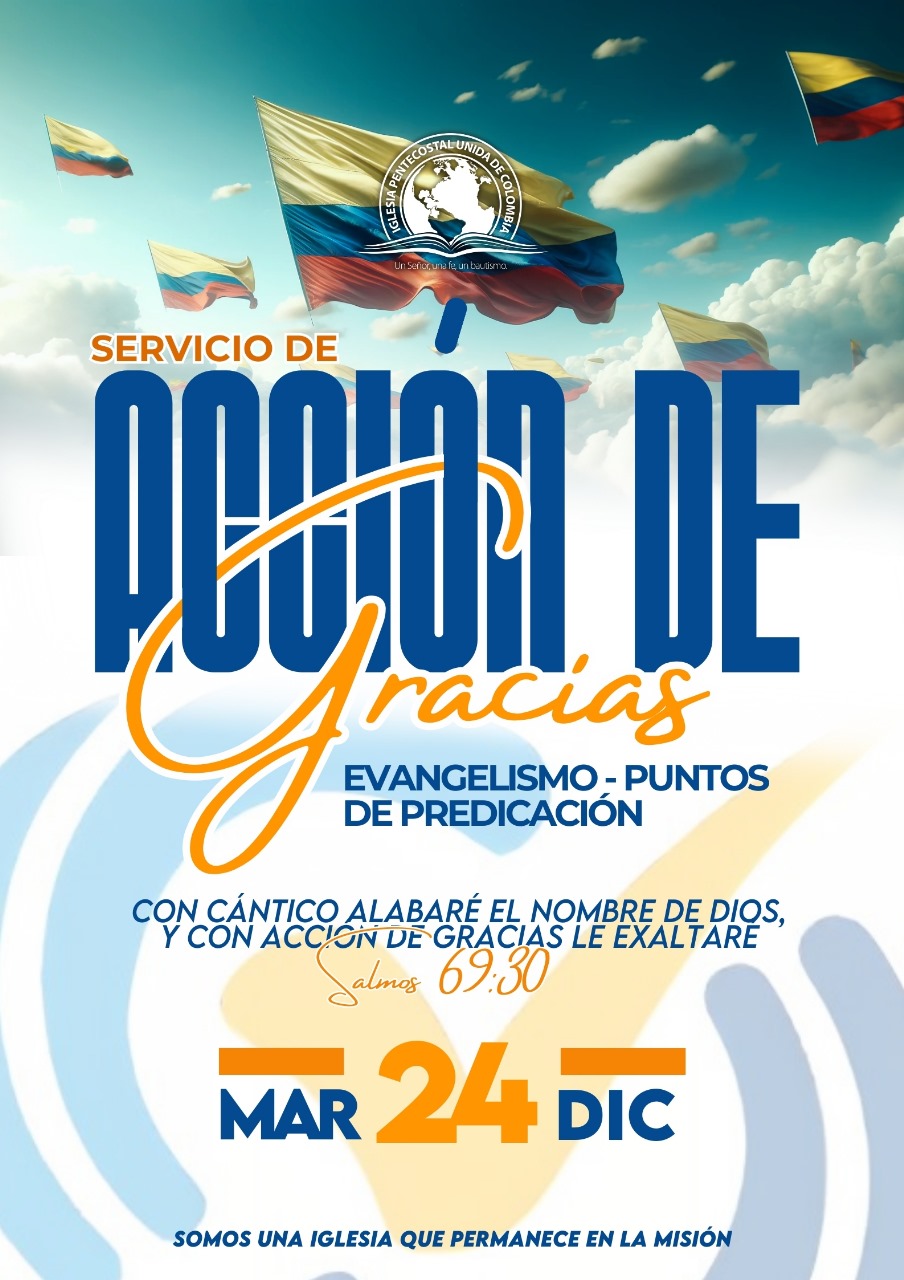 IGLESIA PENTECOSTAL UNIDA DE COLOMBIA
Un Señor, una fe, un bautismo.
SERVICIO DE
ACCIÓN DE
Gracias
EVANGELISMO - PUNTOS
DE PREDICACIÓN
CON CÁNTICO ALABARÉ EL NOMBRE DE DIOS,
Y CON ACCIÓN DE GRACIAS LE EXALTARÉ
Salmos 69:30
MAR 24 DIC
SOMOS UNA IGLESIA QUE PERMANECE EN LA MISIÓN